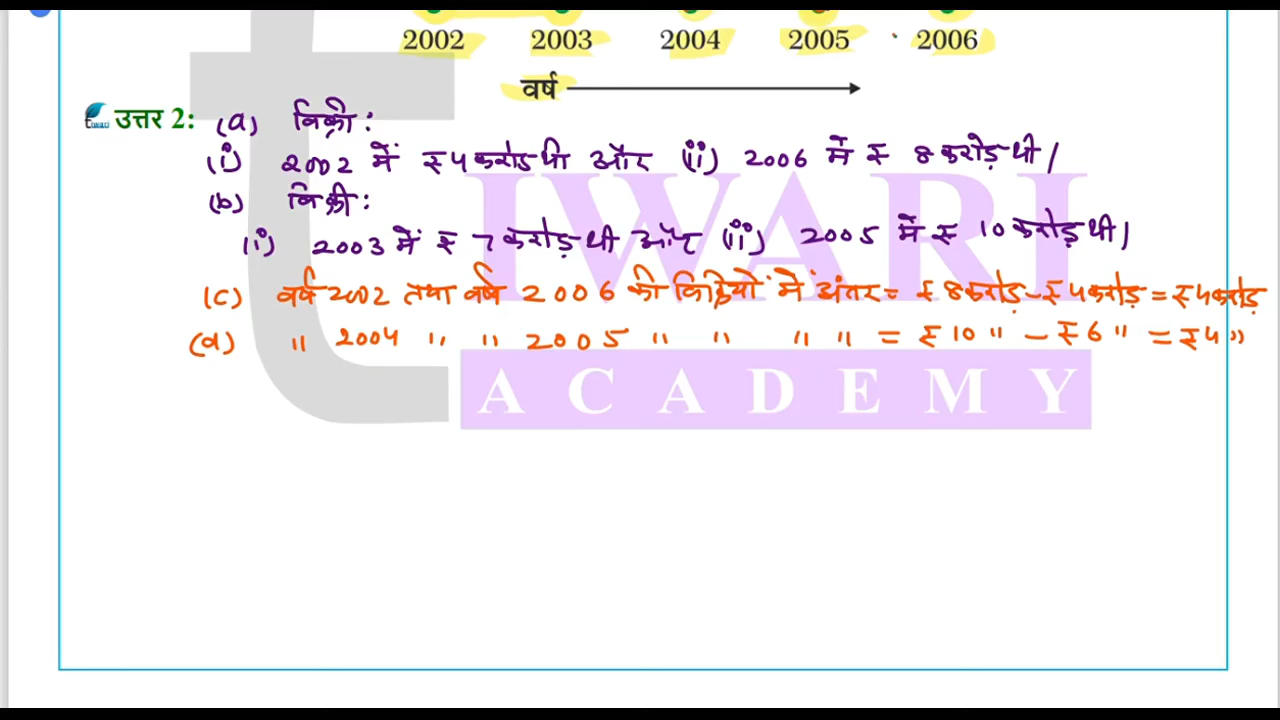 2002 2003 2004 2005 2006
वर्ष
उत्तर 2: (a) बिक्री:
(i) 2002 में ₹4 करोड़ थी और (ii) 2006 में ₹ 8 करोड़ थी।
(b) बिक्री:
(i) 2003 में ₹ 7 करोड़ थी और (ii) 2005 में ₹ 10 करोड़ थी।
(c) वर्ष 2002 तथा वर्ष 2006 की बिक्रियों में अंतर = ₹ 8 करोड़ - ₹ 4 करोड़ = ₹ 4 करोड़
(d) " 2004 " " 2005 " " " " = ₹ 10 " - ₹ 6 " = ₹ 4 "
TIWARI
ACADEMY